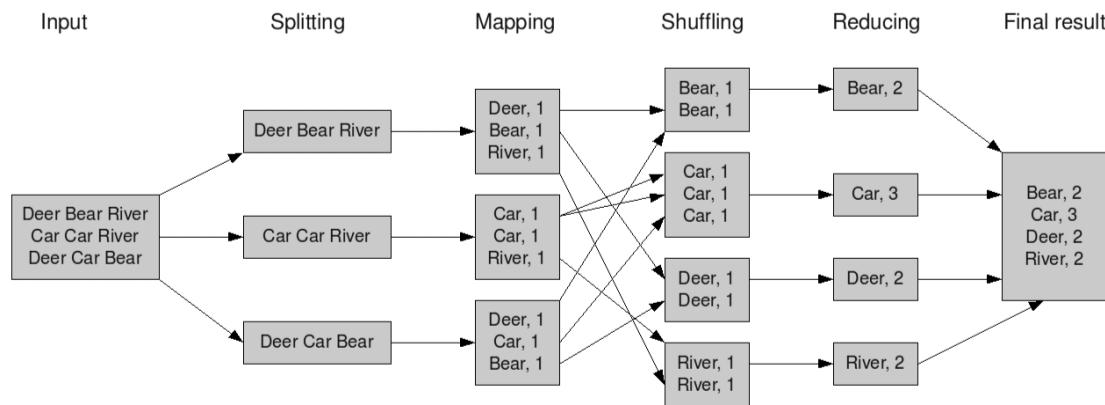 Input
Splitting
Mapping
Shuffling
Reducing
Final result
Deer Bear River
Car Car River
Deer Car Bear
Deer Bear River
Car Car River
Deer Car Bear
Deer, 1
Bear, 1
River, 1
Car, 1
Car, 1
River, 1
Deer, 1
Car, 1
Bear, 1
Bear, 1
Bear, 1
Car, 1
Car, 1
Car, 1
Deer, 1
Deer, 1
River, 1
River, 1
Bear, 2
Car, 3
Deer, 2
River, 2
Bear, 2
Car, 3
Deer, 2
River, 2